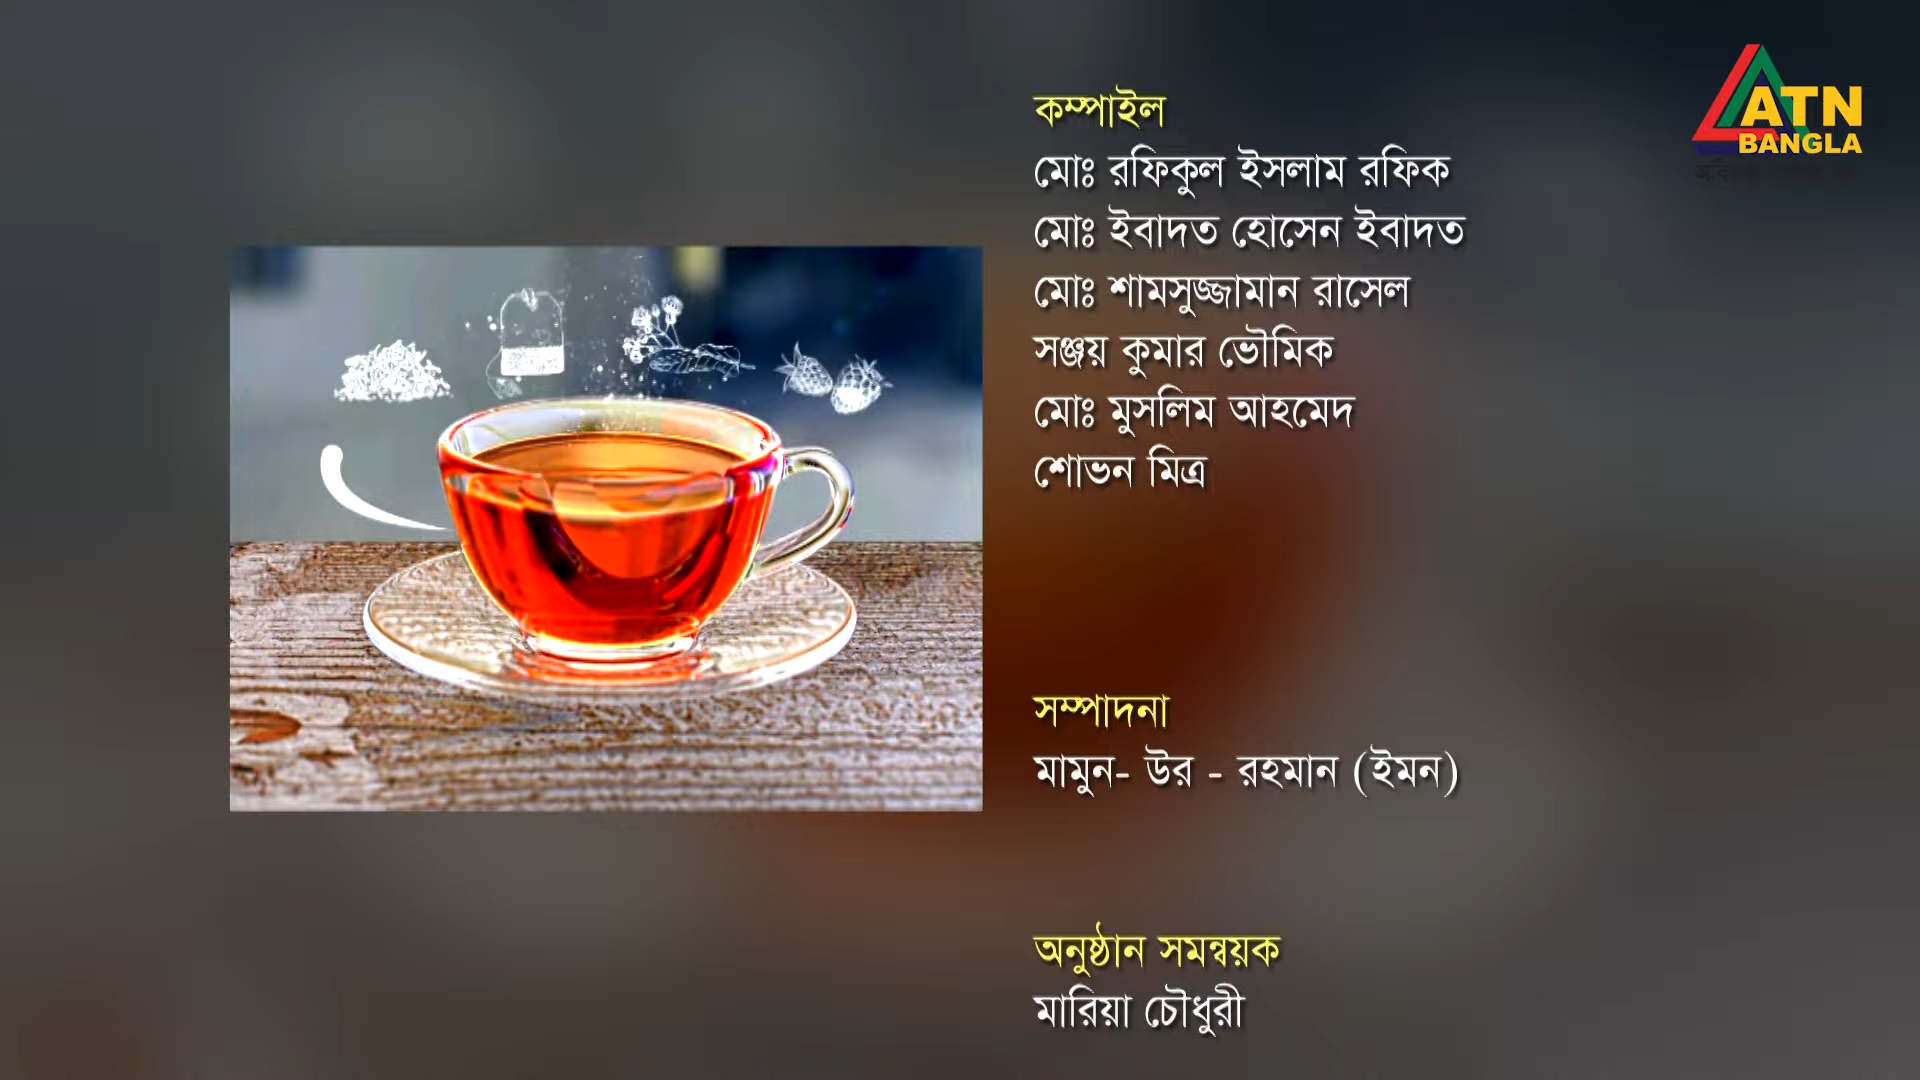 কম্পাইল
মোঃ রফিকুল ইসলাম রফিক
মোঃ ইবাদত হোসেন ইবাদত
মোঃ শামসুজ্জামান রাসেল
সঞ্জয় কুমার ভৌমিক
মোঃ মুসলিম আহমেদ
শোভন মিত্র
সম্পাদনা
মামুন- উর - রহমান (ইমন)
অনুষ্ঠান সমন্বয়ক
মারিয়া চৌধুরী
ATN
BANGLA